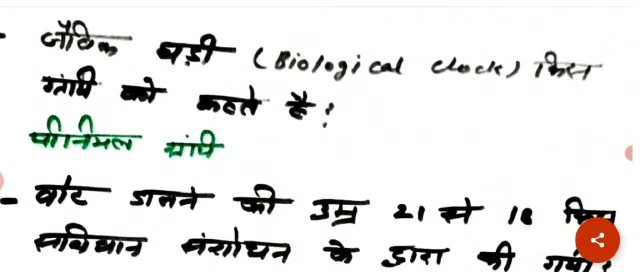 - जैविक घड़ी (Biological clock) किस
ग्रंथि को कहते है?
पीनियल ग्रंथि
- वोट डालने की उम्र 21 से 18 किस
संविधान संशोधन के द्वारा की गयी?